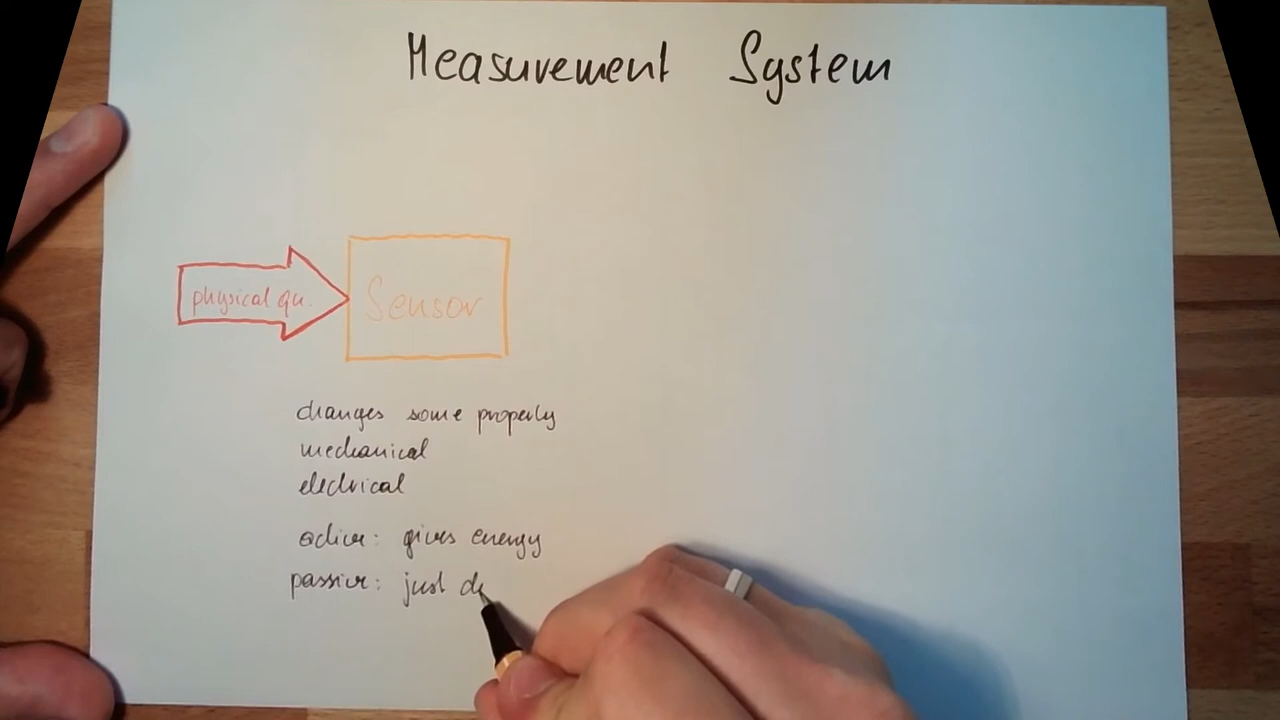 Measurement System
physical qu.
Sensor
changes some property
mechanical
electrical
active: gives energy
passive: just